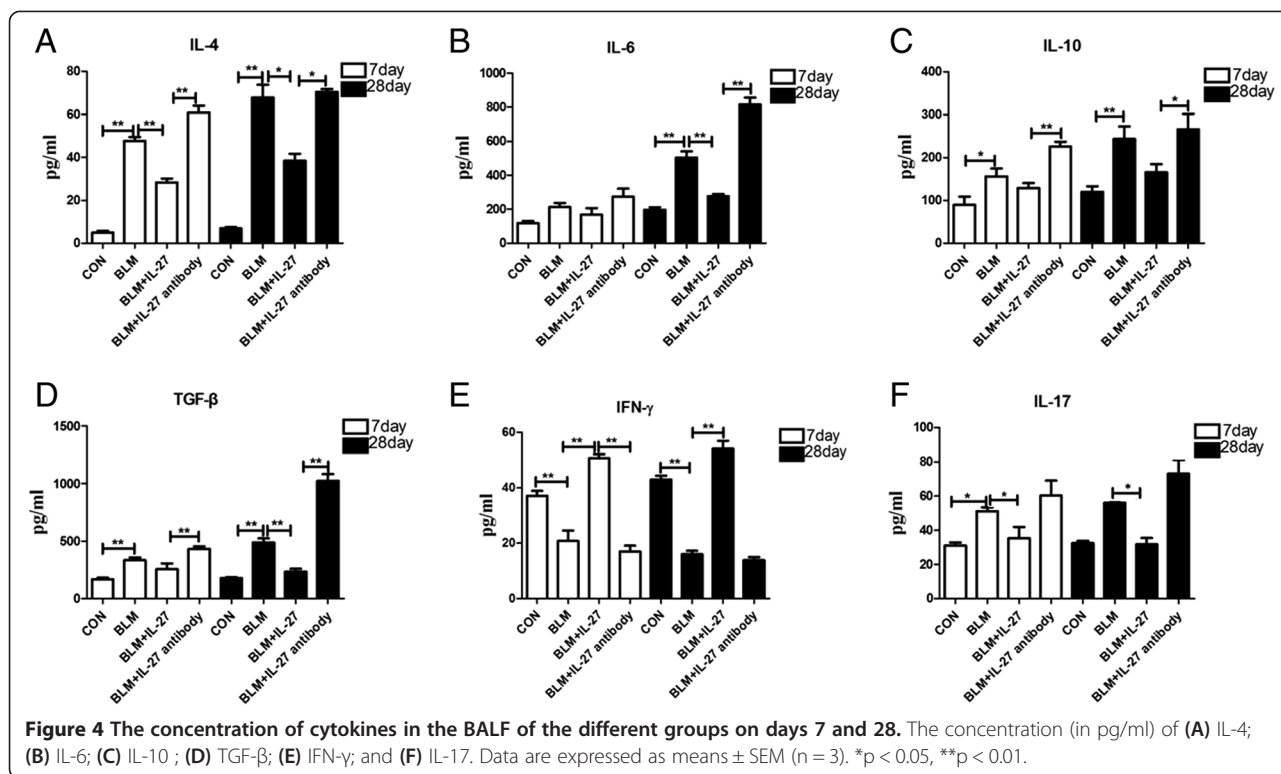 A
IL-4
7day
28day
pg/ml
80
60
40
20
0
** ** ** ** * *
CON
BLM
BLM+IL-27
BLM+IL-27 antibody
CON
BLM
BLM+IL-27
BLM+IL-27 antibody
B
IL-6
7day
28day
pg/ml
1000
800
600
400
200
0
** ** **
CON
BLM
BLM+IL-27
BLM+IL-27 antibody
CON
BLM
BLM+IL-27
BLM+IL-27 antibody
C
IL-10
7day
28day
pg/ml
400
300
200
100
0
* ** ** *
CON
BLM
BLM+IL-27
BLM+IL-27 antibody
CON
BLM
BLM+IL-27
BLM+IL-27 antibody
D
TGF-β
7day
28day
pg/ml
1500
1000
500
0
** ** ** ** **
CON
BLM
BLM+IL-27
BLM+IL-27 antibody
CON
BLM
BLM+IL-27
BLM+IL-27 antibody
E
IFN-γ
7day
28day
pg/ml
60
40
20
0
** ** ** ** **
CON
BLM
BLM+IL-27
BLM+IL-27 antibody
CON
BLM
BLM+IL-27
BLM+IL-27 antibody
F
IL-17
7day
28day
pg/ml
100
80
60
40
20
0
* * *
CON
BLM
BLM+IL-27
BLM+IL-27 antibody
CON
BLM
BLM+IL-27
BLM+IL-27 antibody
Figure 4 The concentration of cytokines in the BALF of the different groups on days 7 and 28. The concentration (in pg/ml) of (A) IL-4;
(B) IL-6; (C) IL-10 ; (D) TGF-β; (E) IFN-γ; and (F) IL-17. Data are expressed as means ± SEM (n = 3). *p < 0.05, **p < 0.01.